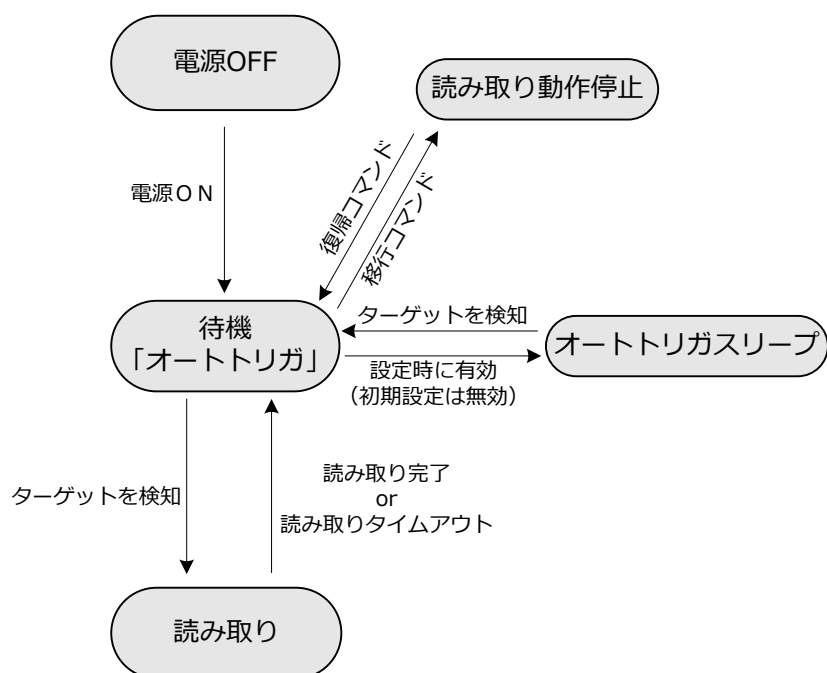 電源OFF
読み取り動作停止
電源ＯＮ
復帰コマンド
移行コマンド
ターゲットを検知
待機
「オートトリガ」
オートトリガスリープ
設定時に有効
（初期設定は無効）
ターゲットを検知
読み取り完了
or
読み取りタイムアウト
読み取り